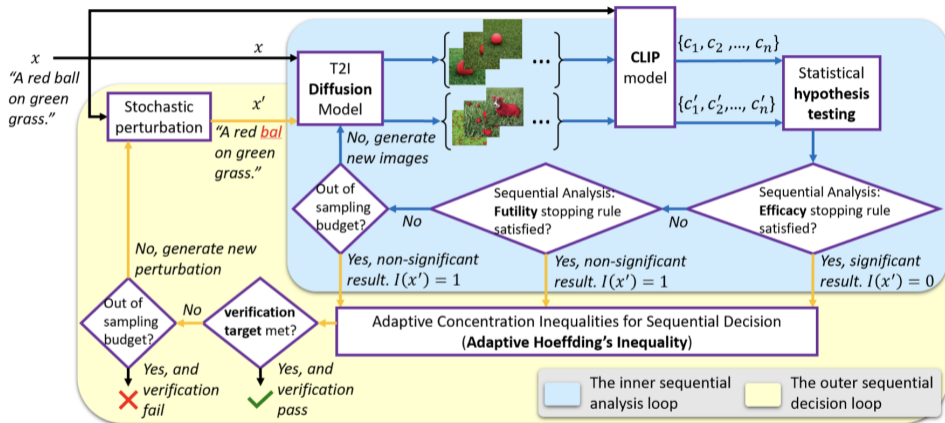 x
x
"A red ball
on green
grass."
Stochastic
perturbation
x′
"A red bal
on green
grass."
T2I
Diffusion
Model
{
...
}
{
...
}
CLIP
model
{c₁, c₂ ,..., cₙ}
{c₁′, c₂′,..., cₙ′}
Statistical
hypothesis
testing
No, generate
new images
Out of
sampling
budget?
No
Sequential Analysis:
Futility stopping rule
satisfied?
No
Sequential Analysis:
Efficacy stopping rule
satisfied?
No, generate new
perturbation
Yes, non-significant
result. I(x′) = 1
Yes, non-significant
result. I(x′) = 1
Yes, significant
result. I(x′) = 0
Out of
sampling
budget?
No
verification
target met?
Adaptive Concentration Inequalities for Sequential Decision
(Adaptive Hoeffding's Inequality)
Yes, and
verification
fail
Yes, and
verification
pass
The inner sequential
analysis loop
The outer sequential
decision loop